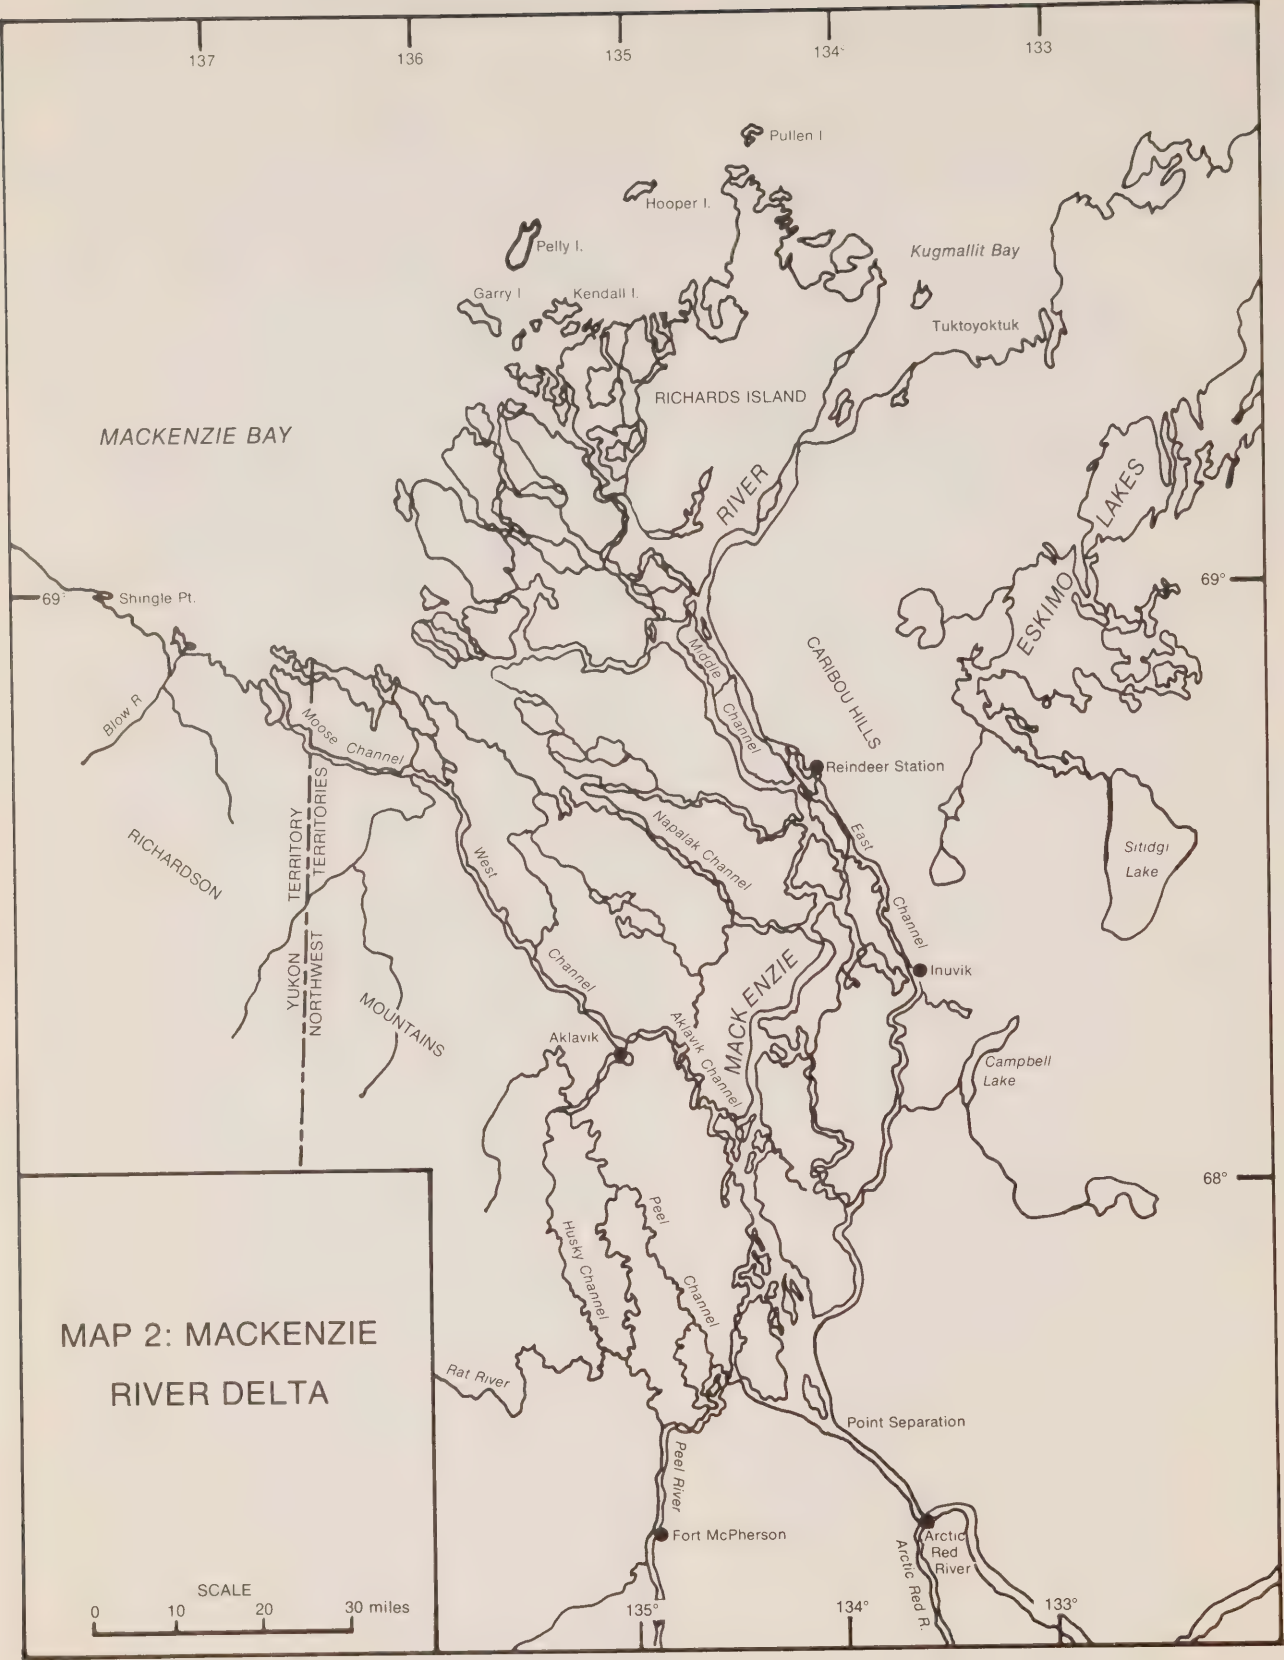 137
136
135
134
133
Pullen I
Hooper I.
Pelly I.
Kugmallit Bay
Garry I
Kendall I.
Tuktoyoktuk
RICHARDS ISLAND
MACKENZIE BAY
RIVER
ESKIMO LAKES
69°
69°
Shingle Pt.
Middle Channel
CARIBOU HILLS
Blow R
Moose Channel
Reindeer Station
YUKON TERRITORY
NORTHWEST TERRITORIES
RICHARDSON
MOUNTAINS
West
Channel
Napalak Channel
East
Channel
Sitidgi
Lake
MACKENZIE
Inuvik
Aklavik
Aklavik Channel
Campbell
Lake
68°
Peel
Channel
Husky Channel
MAP 2: MACKENZIE
RIVER DELTA
Rat River
Point Separation
Peel River
Fort McPherson
Arctic
Red
River
Arctic Red R.
SCALE
0 10 20 30 miles
135°
134°
133°